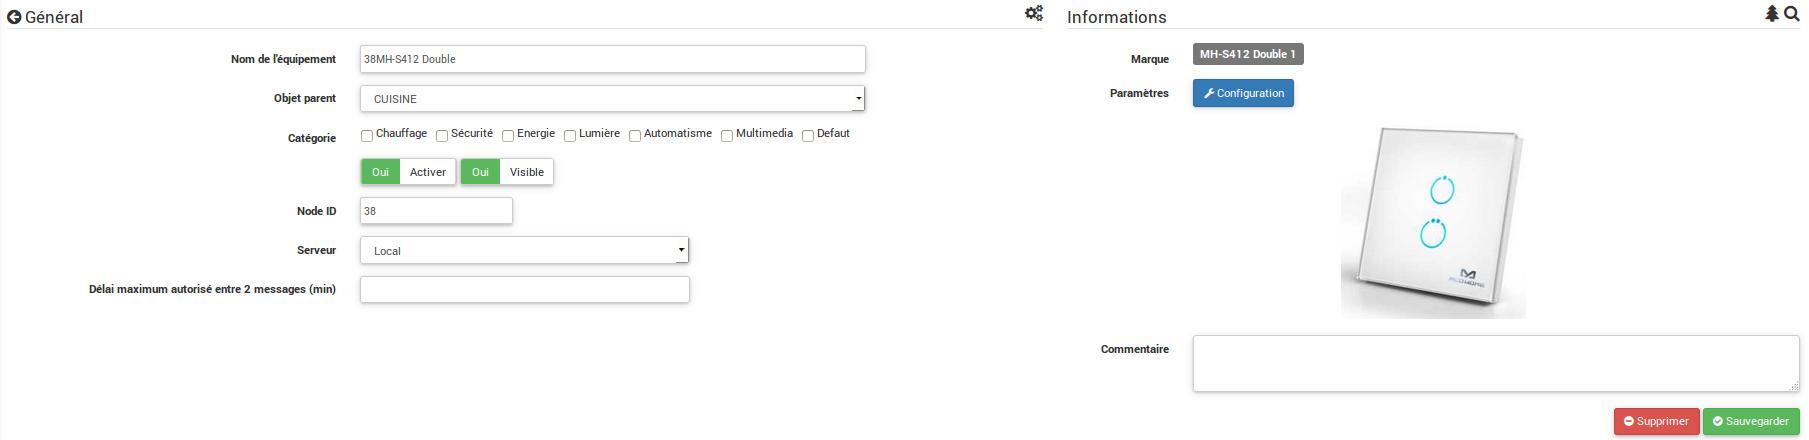 Général
Nom de l'équipement
38MH-S412 Double
Objet parent
CUISINE
Catégorie
Chauffage Sécurité Energie Lumière Automatisme Multimedia Defaut
Oui Activer Oui Visible
Node ID
38
Serveur
Local
Délai maximum autorisé entre 2 messages (min)
Informations
Marque
MH-S412 Double 1
Paramètres
Configuration
MCOHOME
Commentaire
Supprimer Sauvegarder